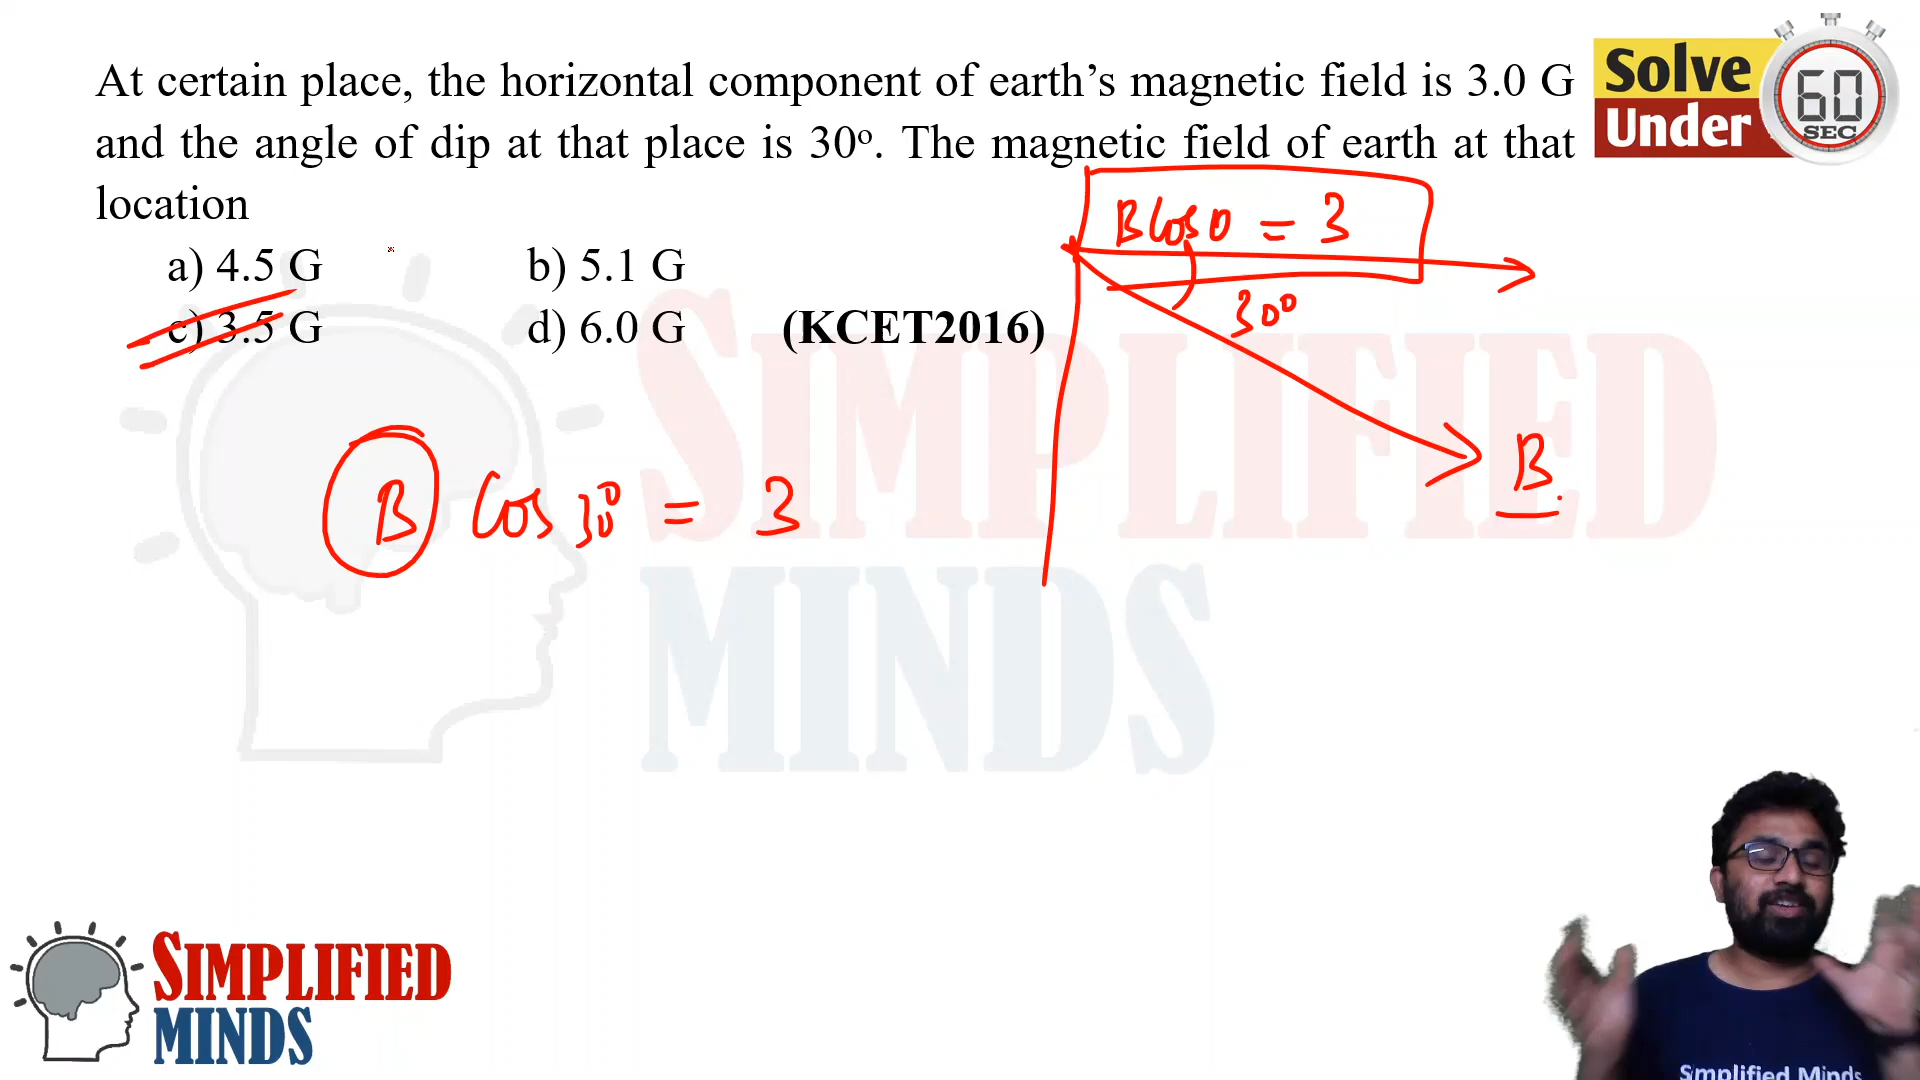 At certain place, the horizontal component of earth’s magnetic field is 3.0 G
and the angle of dip at that place is 30°. The magnetic field of earth at that
location
a) 4.5 G b) 5.1 G
c) 3.5 G d) 6.0 G (KCET2016)
Solve
Under
60
SEC
B cos θ = 3
30°
B
B cos 30° = 3
SIMPLIFIED
MINDS
SIMPLIFIED
MINDS
Simplified Minds